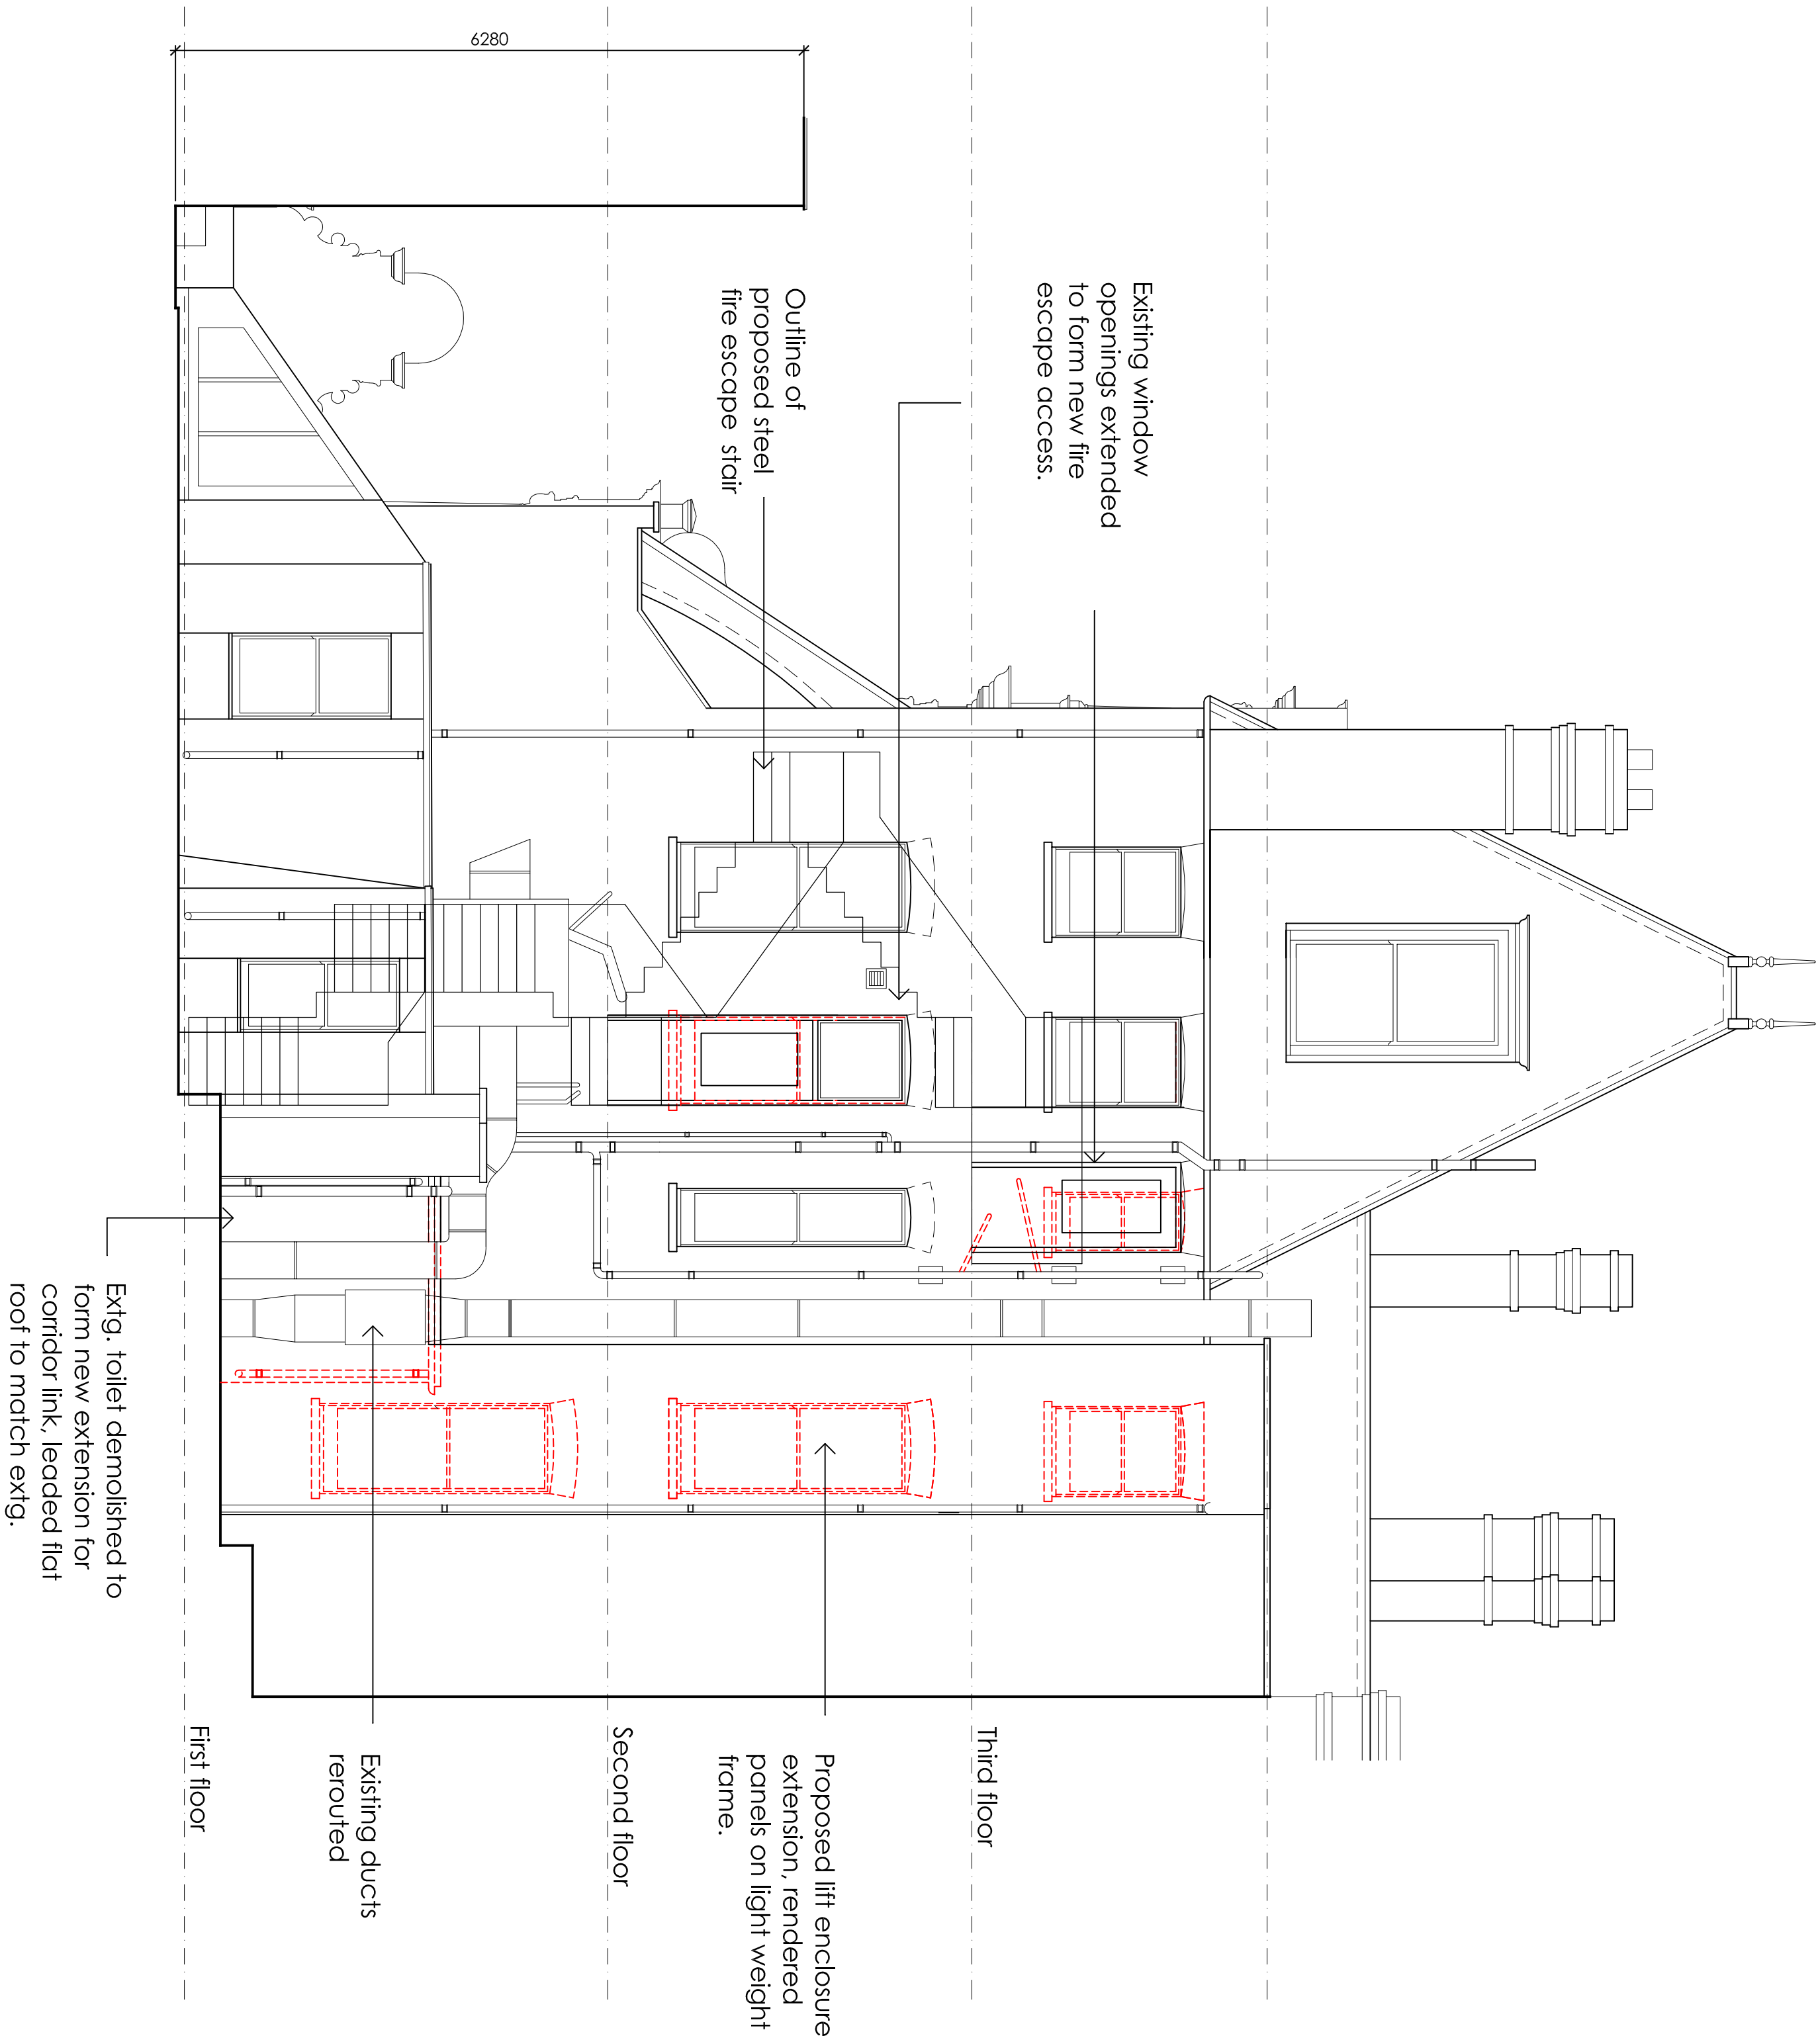 6280
Existing window
openings extended
to form new fire
escape access.
Outline of
proposed steel
fire escape stair
Third floor
Proposed lift enclosure
extension, rendered
panels on light weight
frame.
Second floor
Existing ducts
rerouted
First floor
Extg. toilet demolished to
form new extension for
corridor link, leaded flat
roof to match extg.